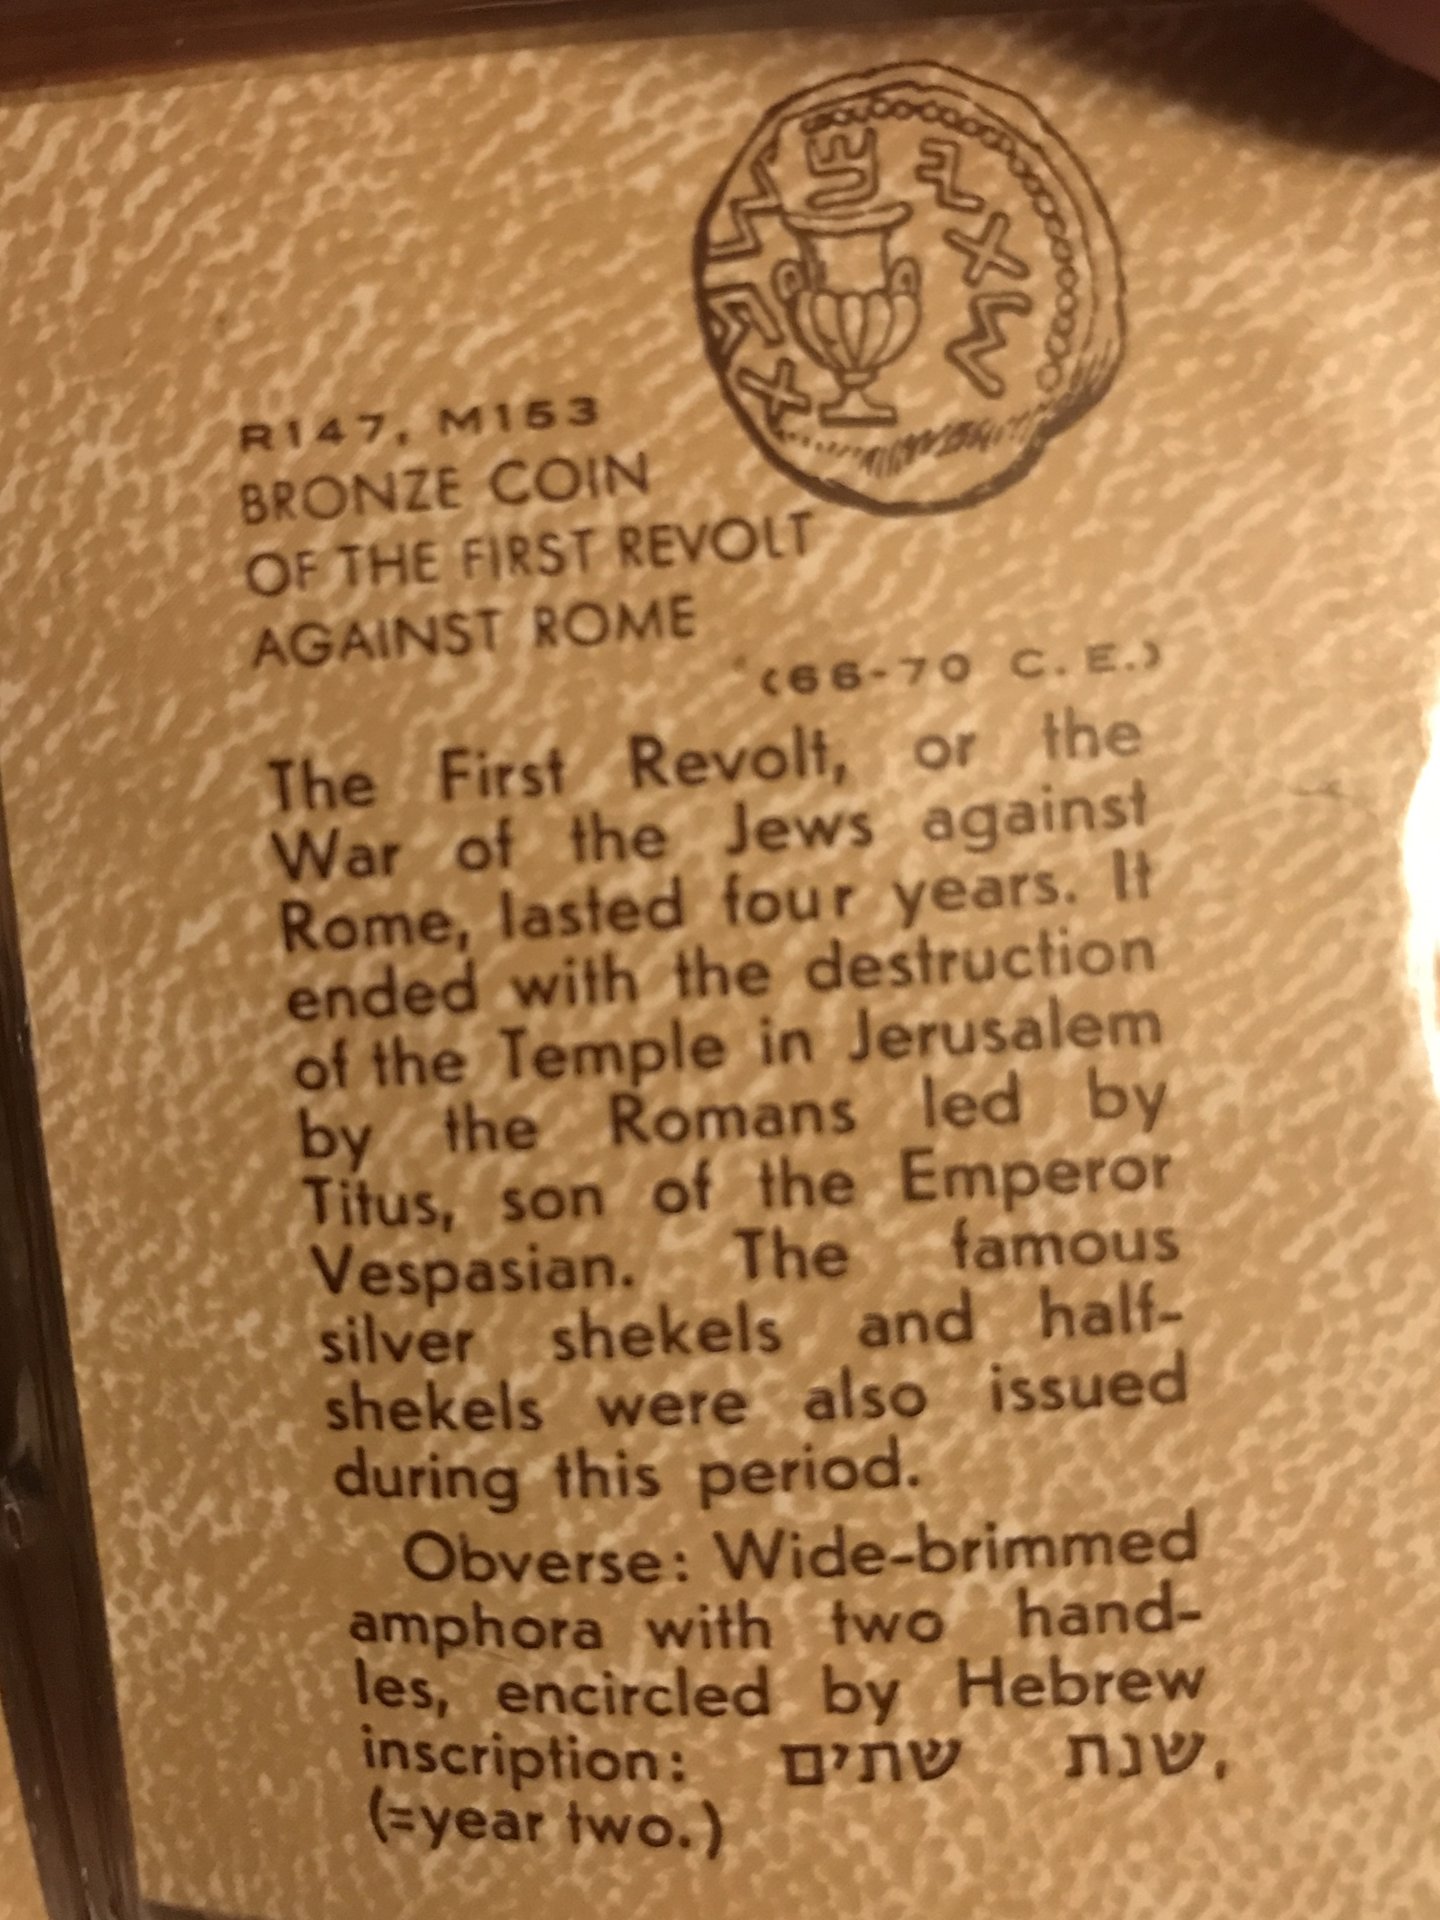 𐤔𐤍𐤕 𐤔𐤕𐤉𐤌
R147, M153
BRONZE COIN
OF THE FIRST REVOLT
AGAINST ROME
(66-70 C.E.)
The First Revolt, or the
War of the Jews against
Rome, lasted four years. It
ended with the destruction
of the Temple in Jerusalem
by the Romans led by
Titus, son of the Emperor
Vespasian. The famous
silver shekels and half-
shekels were also issued
during this period.
Obverse: Wide-brimmed
amphora with two hand-
les, encircled by Hebrew
inscription: שנת שתים,
(=year two.)